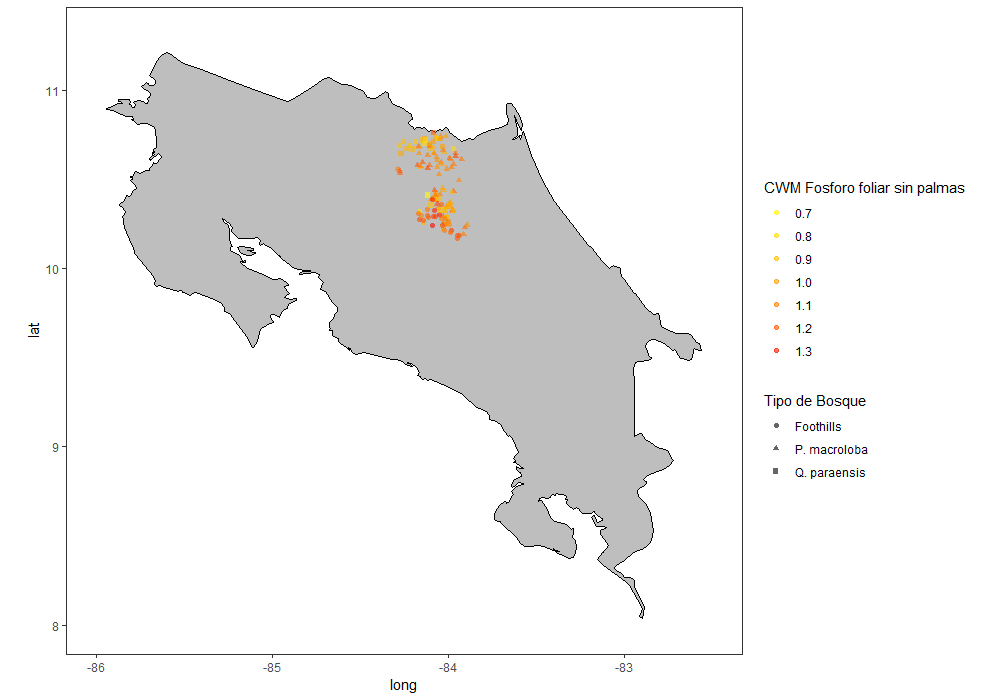 11
10
9
8
lat
-86
-85
-84
-83
long
CWM Fosforo foliar sin palmas
0.7
0.8
0.9
1.0
1.1
1.2
1.3
Tipo de Bosque
Foothills
P. macroloba
Q. paraensis